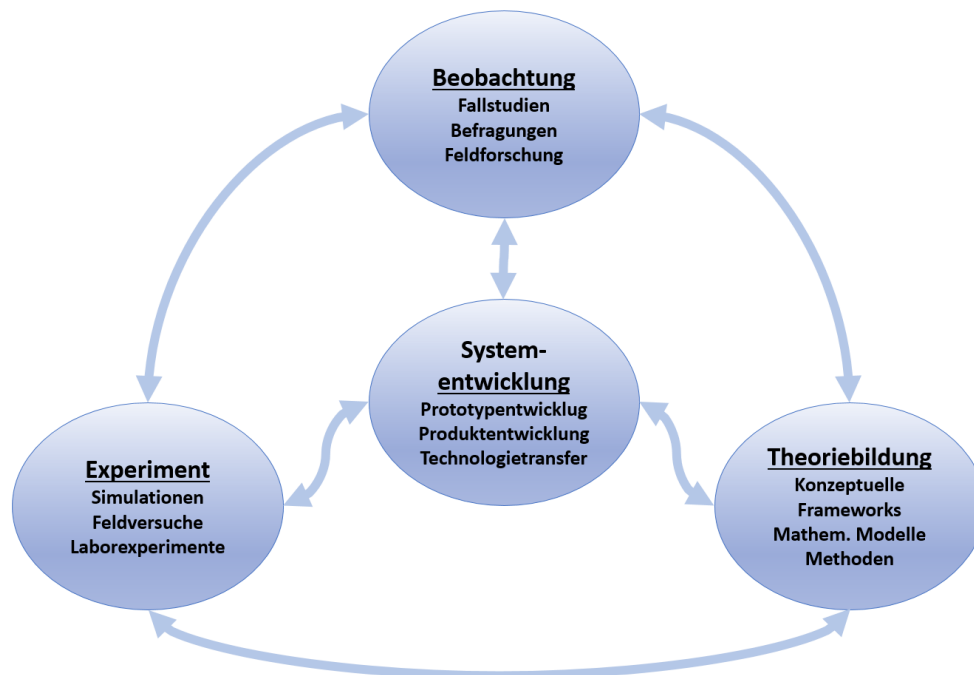 Beobachtung
Fallstudien
Befragungen
Feldforschung
System-
entwicklung
Prototypentwicklug
Produktentwicklung
Technologietransfer
Experiment
Simulationen
Feldversuche
Laborexperimente
Theoriebildung
Konzeptuelle
Frameworks
Mathem. Modelle
Methoden